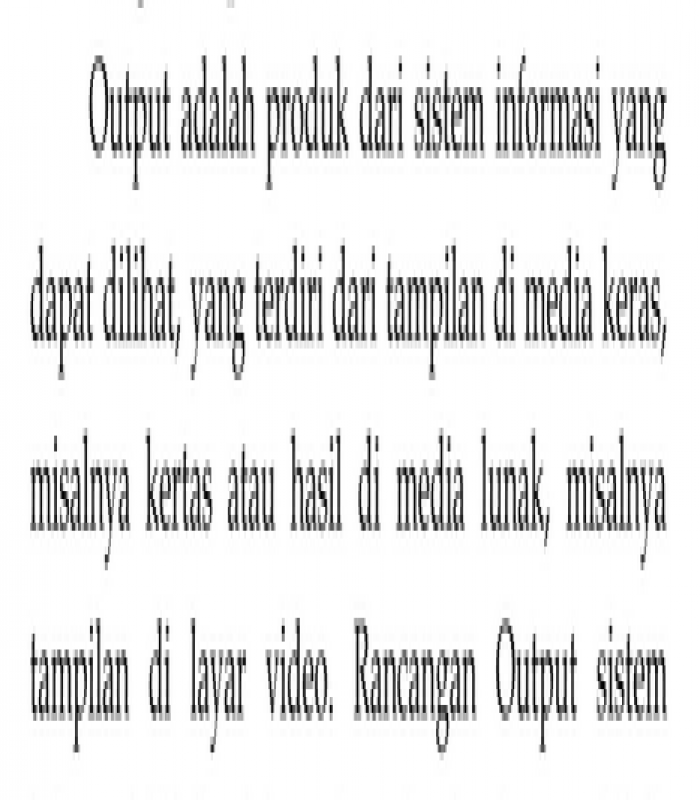 Output adalah produk dari sistem informasi yang
dapat dilihat, yang terdiri dari tampilan di media keras,
misalnya kertas atau hasil di media lunak, misalnya
tampilan di layar video. Rancangan Output sistem